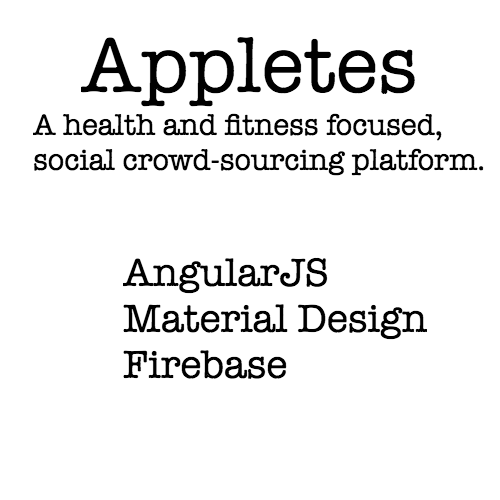 Appletes
A health and fitness focused,
social crowd-sourcing platform.
AngularJS
Material Design
Firebase